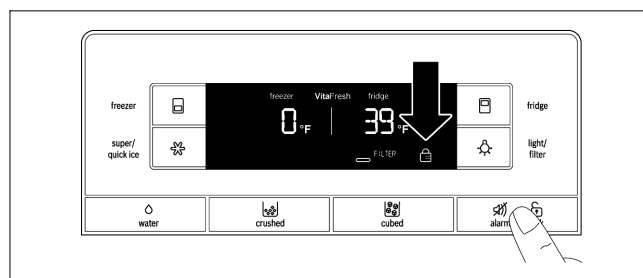 freezer VitaFresh fridge
freezer
0 °F 39 °F
fridge
super/
quick ice
FILTER
light/
filter
water
crushed
cubed
alarm